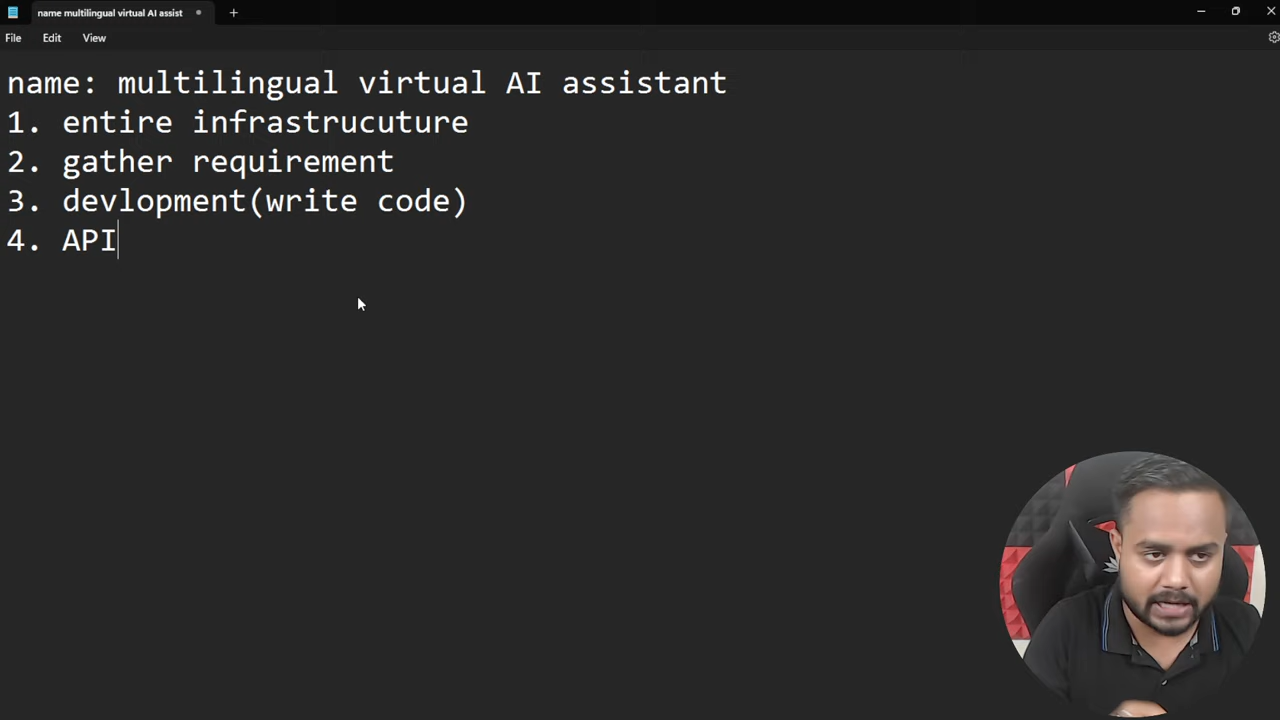 name multilingual virtual AI assist
File Edit View
name: multilingual virtual AI assistant
1. entire infrastrucuture
2. gather requirement
3. devlopment(write code)
4. API